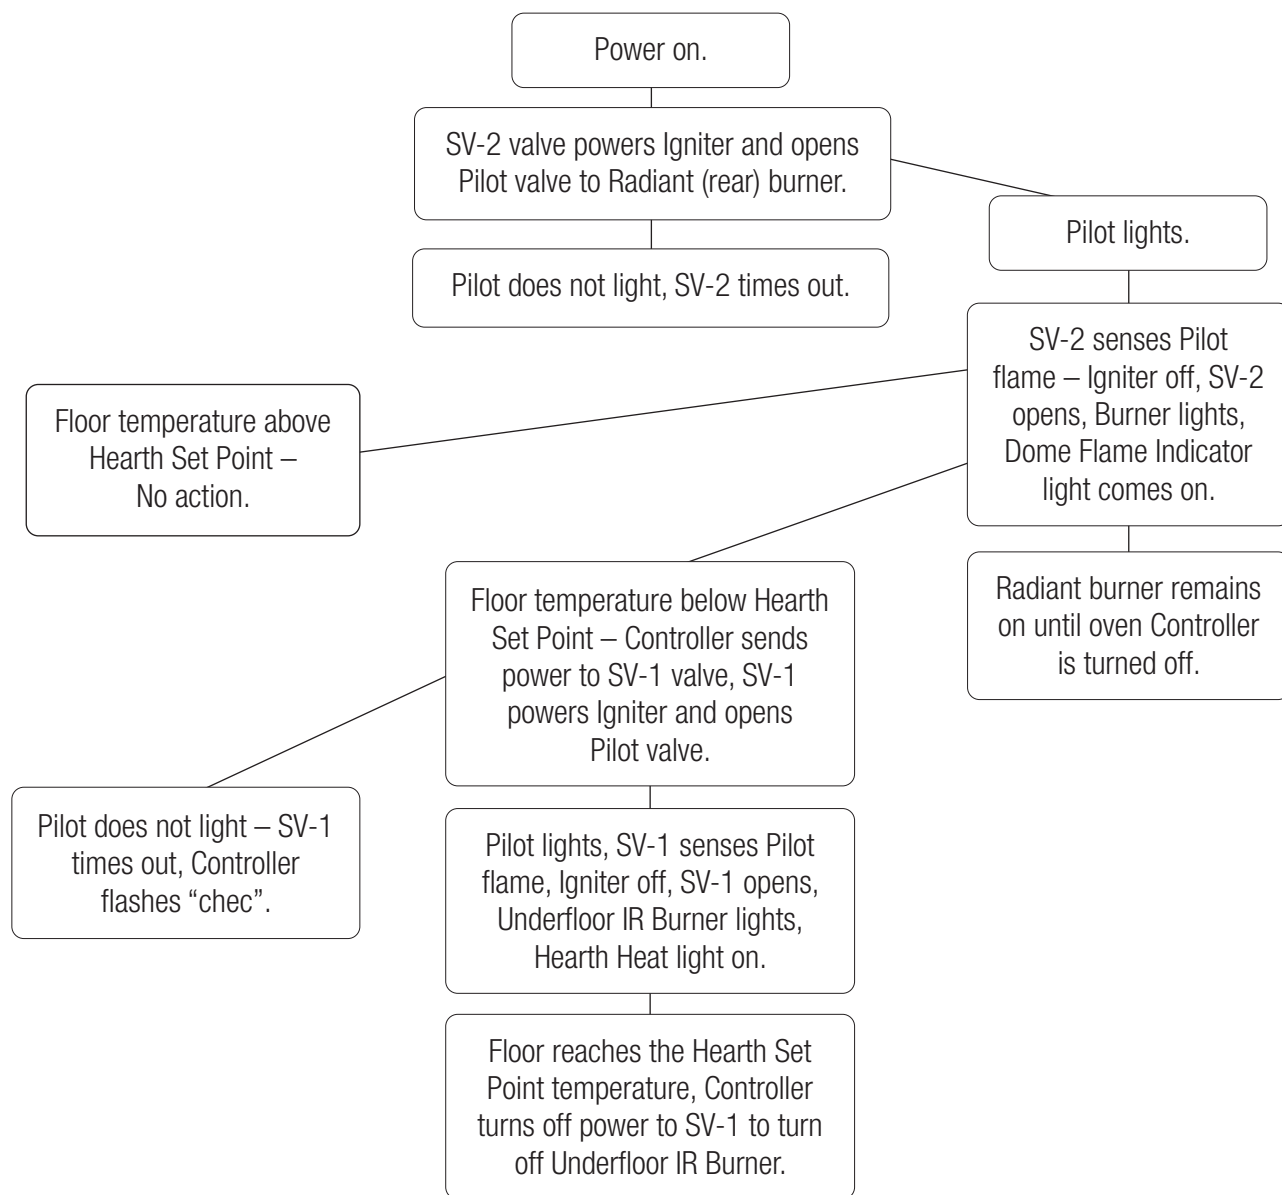 Power on.
SV-2 valve powers Igniter and opens
Pilot valve to Radiant (rear) burner.
Pilot lights.
Pilot does not light, SV-2 times out.
SV-2 senses Pilot
flame – Igniter off, SV-2
opens, Burner lights,
Dome Flame Indicator
light comes on.
Floor temperature above
Hearth Set Point –
No action.
Radiant burner remains
on until oven Controller
is turned off.
Floor temperature below Hearth
Set Point – Controller sends
power to SV-1 valve, SV-1
powers Igniter and opens
Pilot valve.
Pilot does not light – SV-1
times out, Controller
flashes “chec”.
Pilot lights, SV-1 senses Pilot
flame, Igniter off, SV-1 opens,
Underfloor IR Burner lights,
Hearth Heat light on.
Floor reaches the Hearth Set
Point temperature, Controller
turns off power to SV-1 to turn
off Underfloor IR Burner.